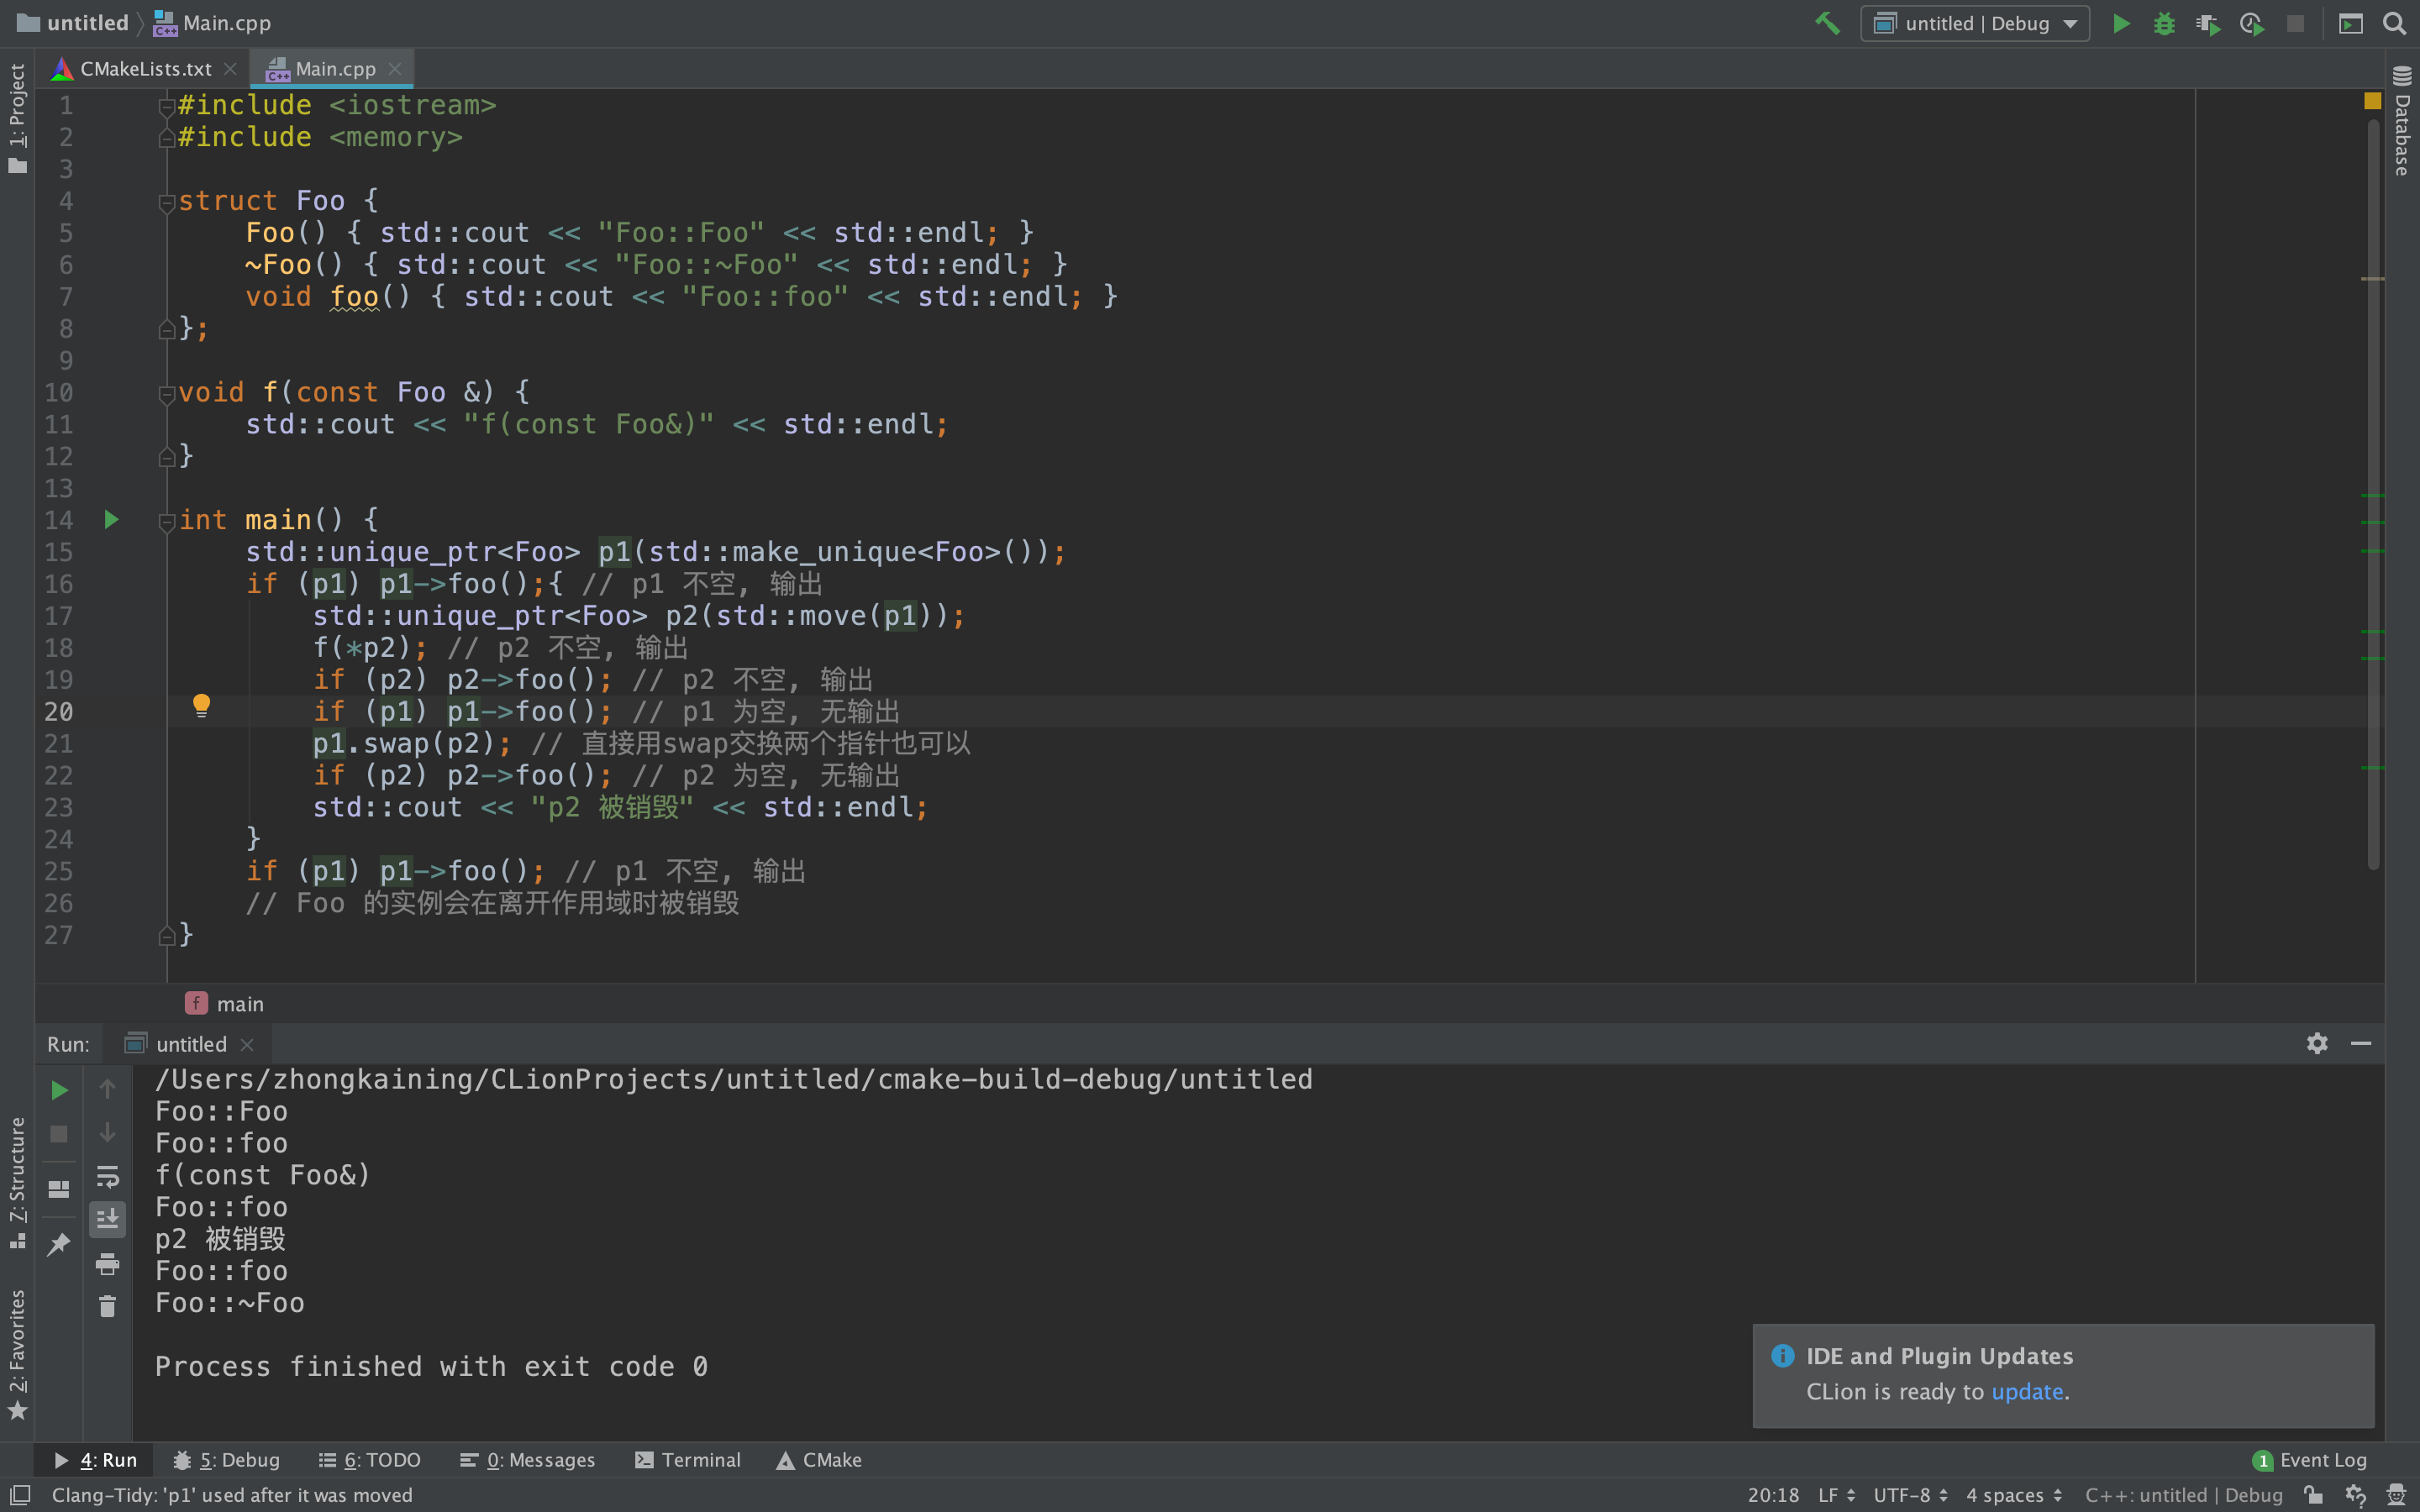 untitled Main.cpp untitled | Debug
CMakeLists.txt Main.cpp
1: Project
Database
1 #include <iostream>
2 #include <memory>
3
4 struct Foo {
5 Foo() { std::cout << "Foo::Foo" << std::endl; }
6 ~Foo() { std::cout << "Foo::~Foo" << std::endl; }
7 void foo() { std::cout << "Foo::foo" << std::endl; }
8 };
9
10 void f(const Foo &) {
11 std::cout << "f(const Foo&)" << std::endl;
12 }
13
14 int main() {
15 std::unique_ptr<Foo> p1(std::make_unique<Foo>());
16 if (p1) p1->foo();{ // p1 不空, 输出
17 std::unique_ptr<Foo> p2(std::move(p1));
18 f(*p2); // p2 不空, 输出
19 if (p2) p2->foo(); // p2 不空, 输出
20 if (p1) p1->foo(); // p1 为空, 无输出
21 p1.swap(p2); // 直接用swap交换两个指针也可以
22 if (p2) p2->foo(); // p2 为空, 无输出
23 std::cout << "p2 被销毁" << std::endl;
24 }
25 if (p1) p1->foo(); // p1 不空, 输出
26 // Foo 的实例会在离开作用域时被销毁
27 }
f main
Run: untitled
/Users/zhongkaining/CLionProjects/untitled/cmake-build-debug/untitled
Foo::Foo
Foo::foo
f(const Foo&)
Foo::foo
p2 被销毁
Foo::foo
Foo::~Foo
Process finished with exit code 0
Z: Structure
2: Favorites
IDE and Plugin Updates
CLion is ready to update.
4: Run 5: Debug 6: TODO 0: Messages Terminal CMake 1 Event Log
Clang-Tidy: 'p1' used after it was moved 20:18 LF UTF-8 4 spaces C++: untitled | Debug